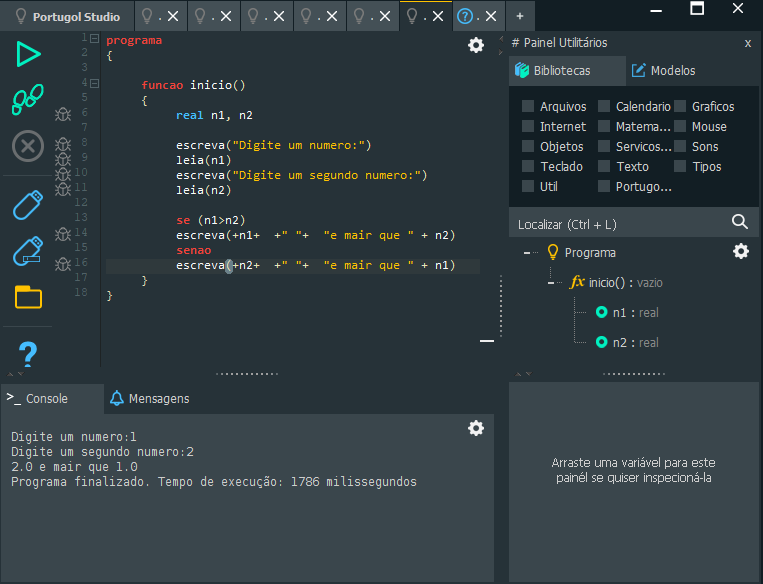 Portugol Studio
+
1 programa
2 {
3
4 funcao inicio()
5 {
6 real n1, n2
7
8 escreva("Digite um numero:")
9 leia(n1)
10 escreva("Digite um segundo numero:")
11 leia(n2)
12
13 se (n1>n2)
14 escreva(+n1+  +" "+  "e mair que " + n2)
15 senao
16 escreva(+n2+  +" "+  "e mair que " + n1)
17 }
18 }
# Painel Utilitários x
Bibliotecas Modelos
Arquivos Calendario Graficos
Internet Matema... Mouse
Objetos Servicos... Sons
Teclado Texto Tipos
Util Portugo...
Localizar (Ctrl + L)
Programa
fx inicio() : vazio
n1 : real
n2 : real
>_ Console Mensagens
Digite um numero:1
Digite um segundo numero:2
2.0 e mair que 1.0
Programa finalizado. Tempo de execução: 1786 milissegundos
Arraste uma variável para este
painél se quiser inspecioná-la